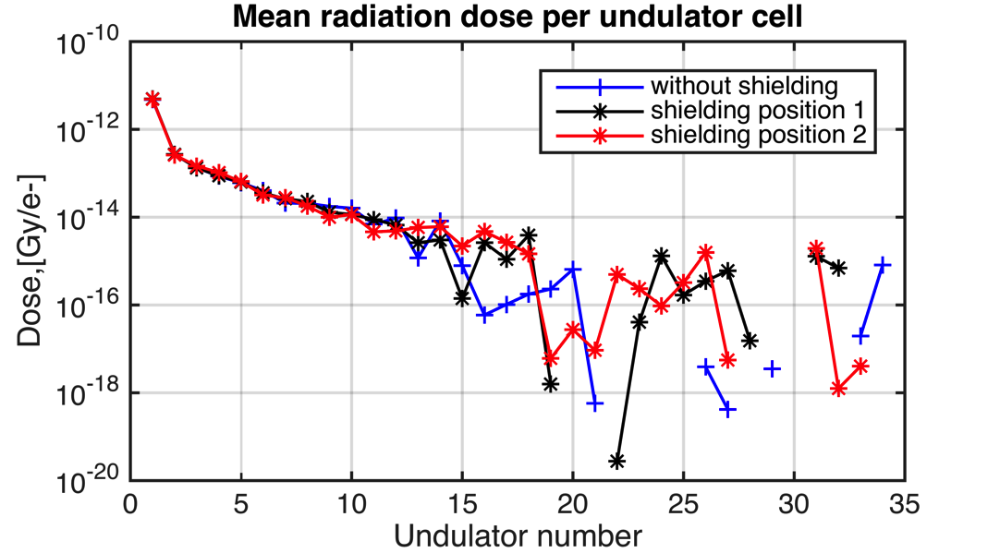 Mean radiation dose per undulator cell
10^-10
10^-12
10^-14
10^-16
10^-18
10^-20
Dose,[Gy/e-]
without shielding
shielding position 1
shielding position 2
0 5 10 15 20 25 30 35
Undulator number